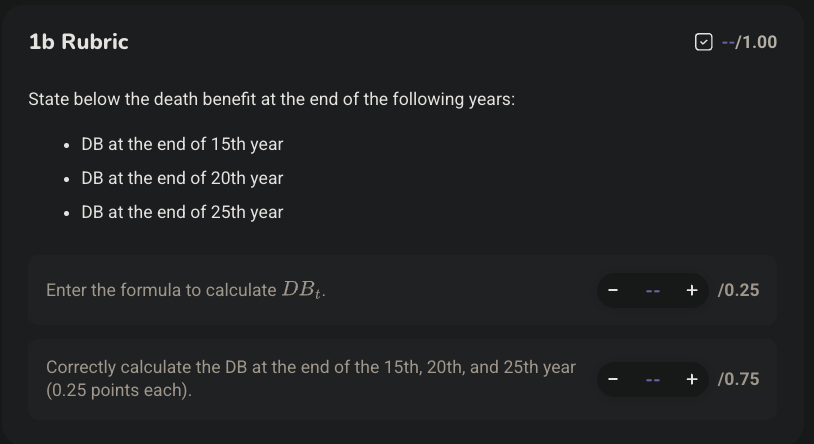 1b Rubric
--/1.00
State below the death benefit at the end of the following years:
• DB at the end of 15th year
• DB at the end of 20th year
• DB at the end of 25th year
Enter the formula to calculate DB_t.
− -- + /0.25
Correctly calculate the DB at the end of the 15th, 20th, and 25th year
(0.25 points each).
− -- + /0.75